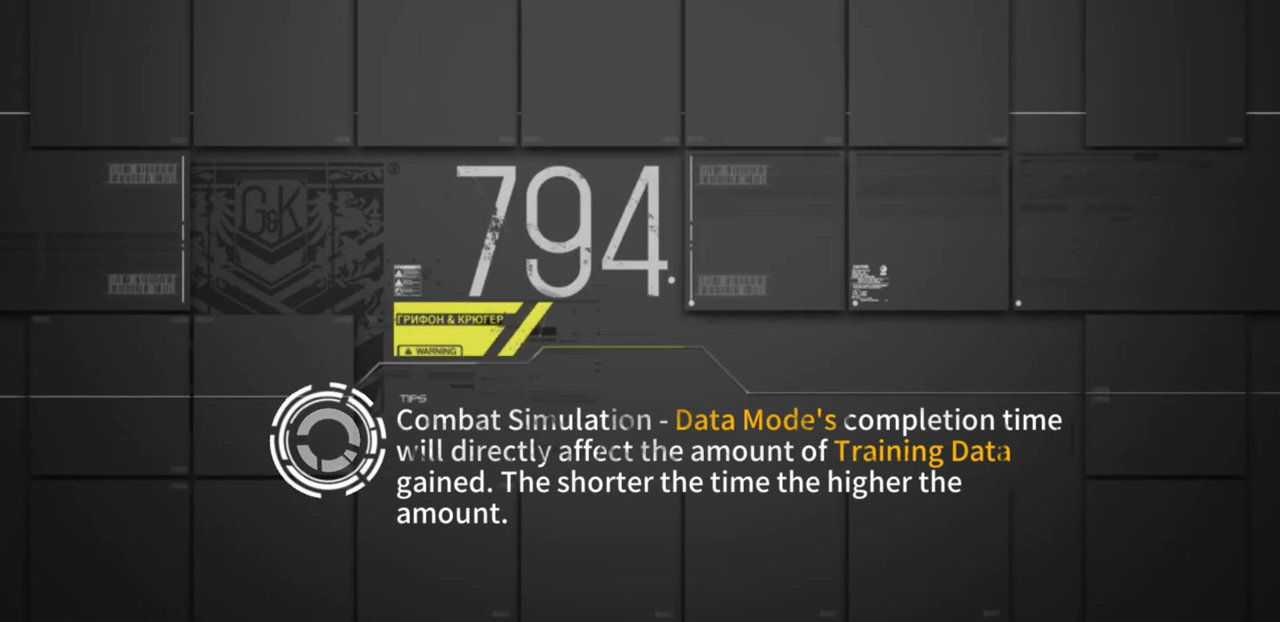 G&K
794.
ГРИФОН & КРЮГЕР
WARNING
TIPS
Combat Simulation - Data Mode's completion time
will directly affect the amount of Training Data
gained. The shorter the time the higher the
amount.